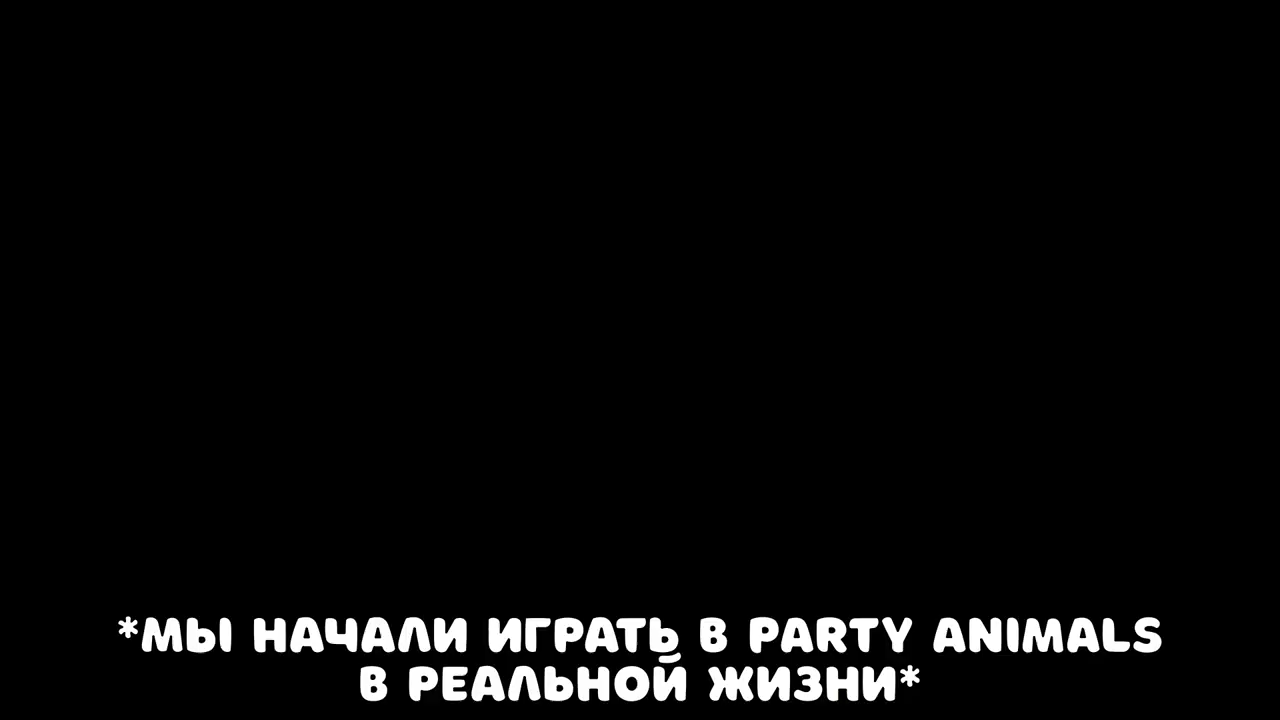 *МЫ НАЧАЛИ ИГРАТЬ В PARTY ANIMALS
В РЕАЛЬНОЙ ЖИЗНИ*